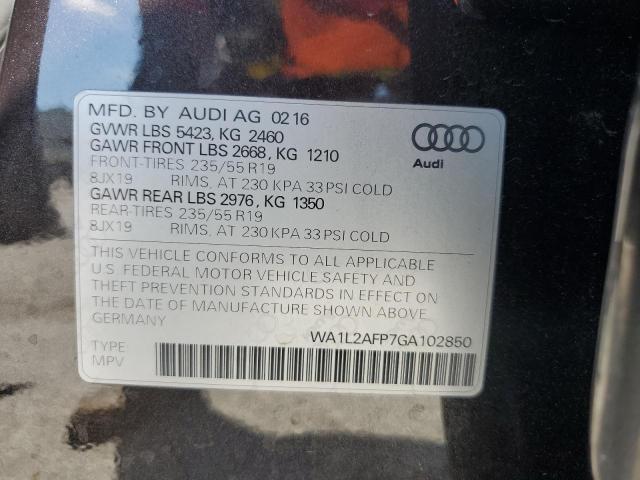 MFD. BY AUDI AG 02 16
GVWR LBS 5423, KG 2460
GAWR FRONT LBS 2668, KG 1210
FRONT-TIRES 235/55 R19
8JX19 RIMS, AT 230 KPA 33 PSI COLD
GAWR REAR LBS 2976, KG 1350
REAR-TIRES 235/55 R19
8JX19 RIMS, AT 230 KPA 33 PSI COLD
Audi
THIS VEHICLE CONFORMS TO ALL APPLICABLE
U.S. FEDERAL MOTOR VEHICLE SAFETY AND
THEFT PREVENTION STANDARDS IN EFFECT ON
THE DATE OF MANUFACTURE SHOWN ABOVE
GERMANY
WA1L2AFP7GA102850
TYPE:
MPV